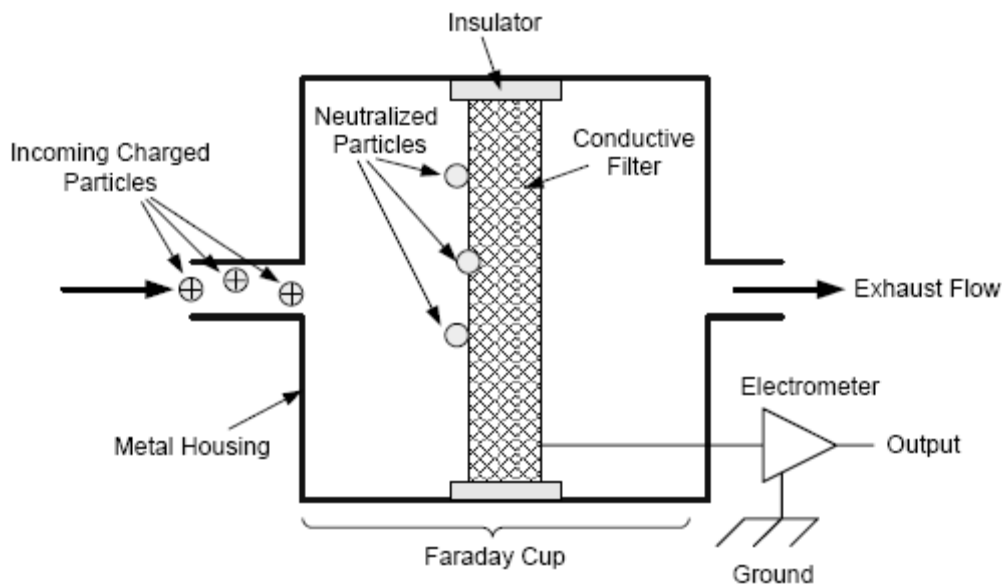 Insulator
Neutralized
Particles
Conductive
Filter
Incoming Charged
Particles
Exhaust Flow
Electrometer
Metal Housing
Output
Faraday Cup
Ground